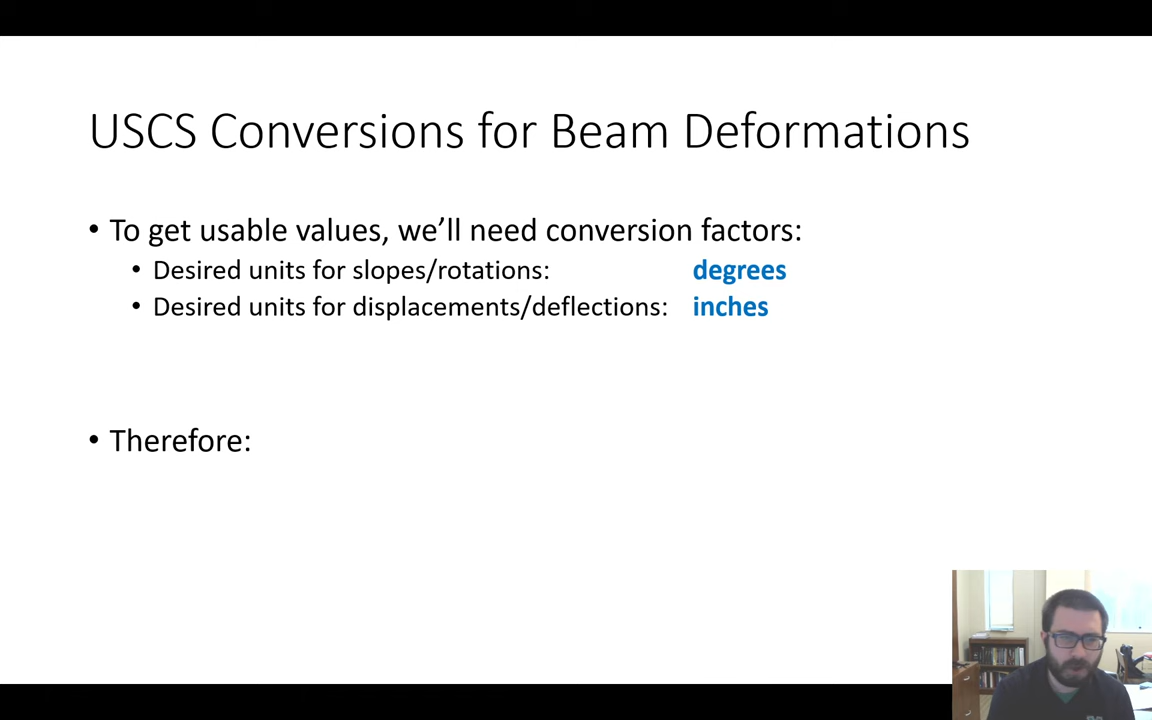 USCS Conversions for Beam Deformations
• To get usable values, we’ll need conversion factors:
• Desired units for slopes/rotations: degrees
• Desired units for displacements/deflections: inches
• Therefore: